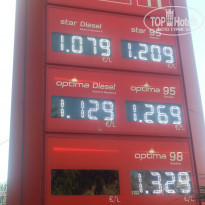 TopHotels
star Diesel
star 95
1.079
1.209
€/L
€/L
optima Diesel
optima 95
1.129
1.269
€/L
€/L
optima 98
1.329
€/L
€/L